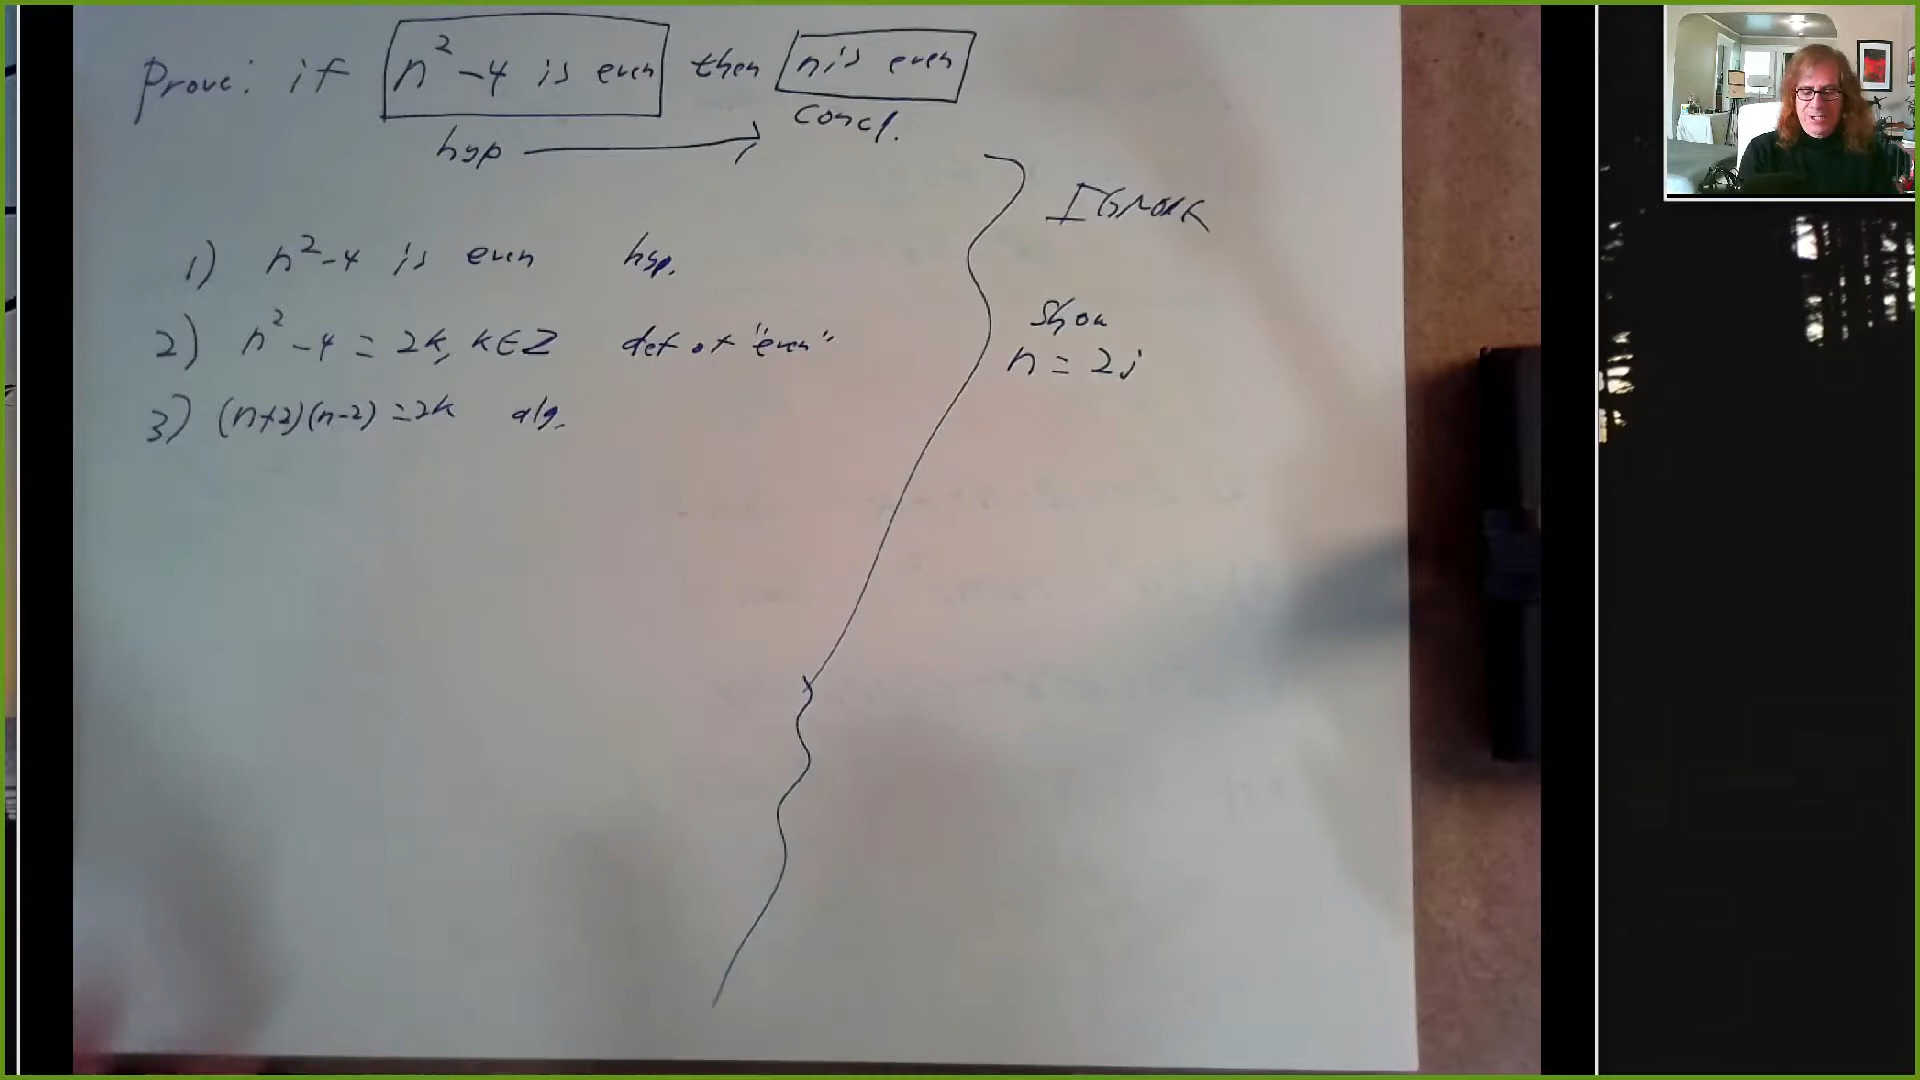 Prove: if n² - 4 is even then n is even
hyp concl.
IGNORE
1) n² - 4 is even hyp.
2) n² - 4 = 2k, k ∈ Z def of "even"
Show
n = 2j
3) (n+2)(n-2) = 2k alg.